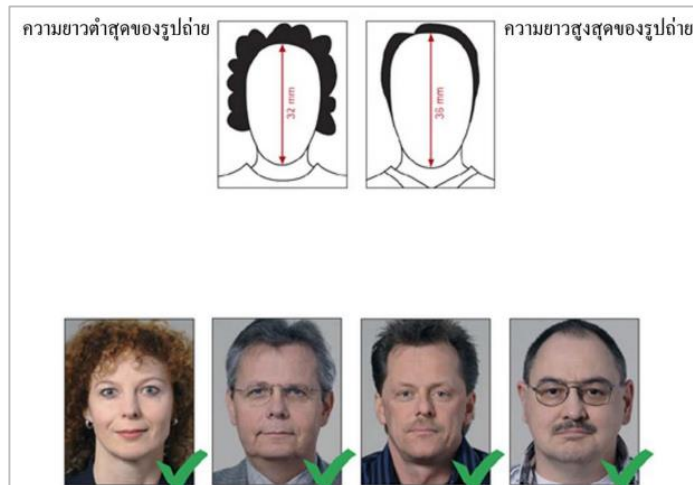 ความยาวต่ำสุดของรูปถ่าย
ความยาวสูงสุดของรูปถ่าย
32 mm
36 mm